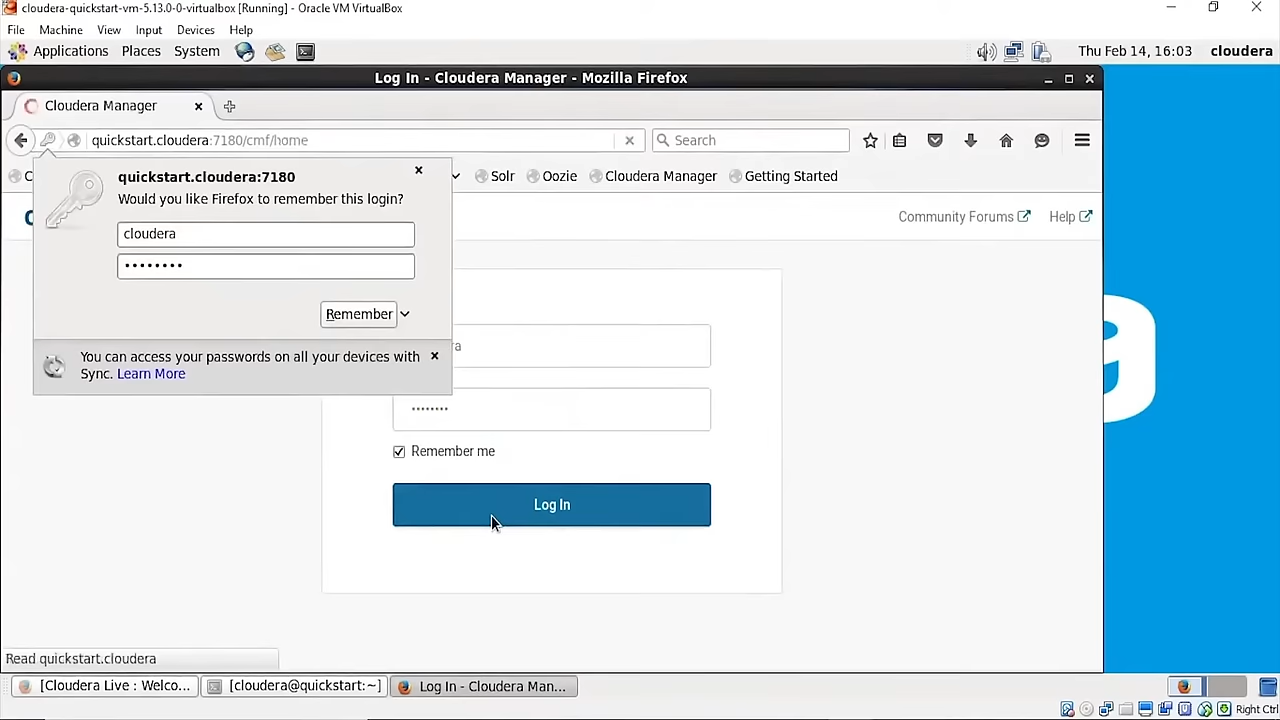 cloudera-quickstart-vm-5.13.0-0-virtualbox [Running] - Oracle VM VirtualBox
File Machine View Input Devices Help
Applications Places System Thu Feb 14, 16:03 cloudera
Log In - Cloudera Manager - Mozilla Firefox
Cloudera Manager
quickstart.cloudera:7180/cmf/home Search
C Solr Oozie Cloudera Manager Getting Started
quickstart.cloudera:7180
Would you like Firefox to remember this login?
cloudera
••••••••
Remember
You can access your passwords on all your devices with
Sync. Learn More
Community Forums Help
ra
••••••••
Remember me
Log In
Read quickstart.cloudera
[Cloudera Live : Welco... [cloudera@quickstart:~] Log In - Cloudera Man...
Right Ctrl